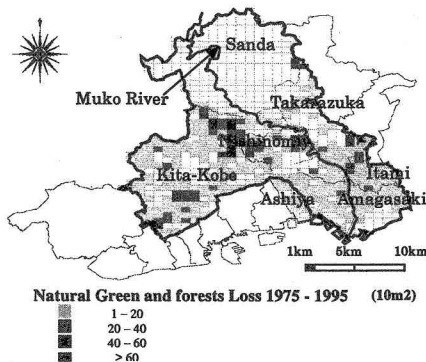 Sanda
Muko River
Takarazuka
Nishinomiy
Kita-Kobe
Itami
Ashiya Amagasaki
1km 5km 10km
Natural Green and forests Loss 1975 - 1995 (10m2)
1 – 20
20 – 40
40 – 60
> 60